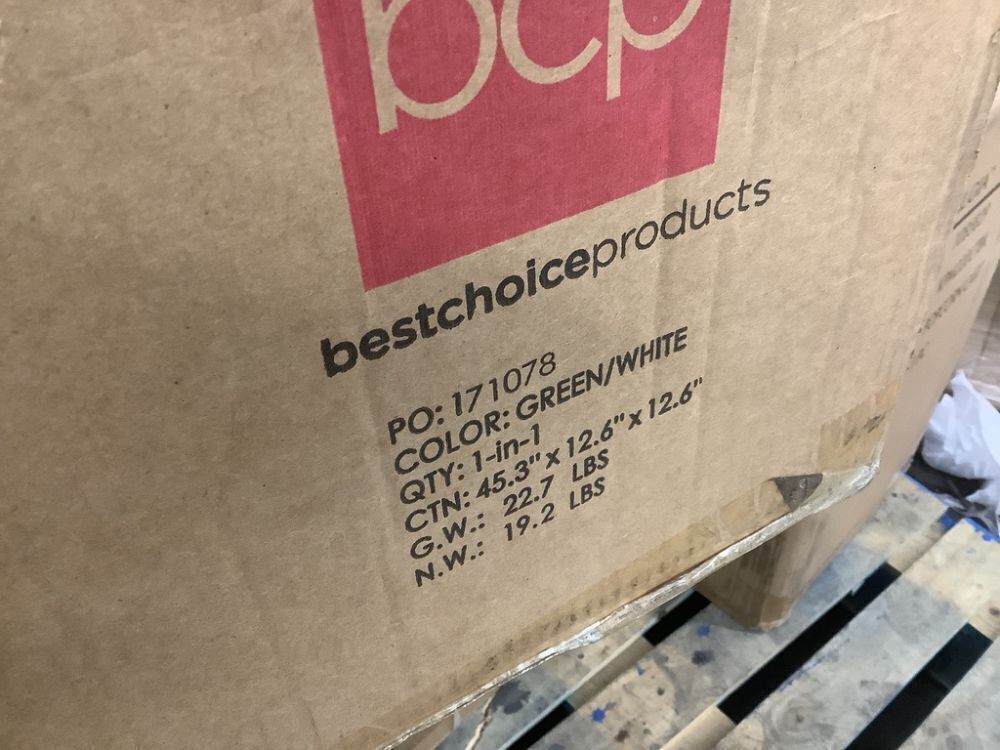 bcp
bestchoiceproducts
PO: 171078
COLOR: GREEN/WHITE
QTY: 1-in-1
CTN: 45.3" x 12.6" x 12.6"
G.W.: 22.7 LBS
N.W.: 19.2 LBS